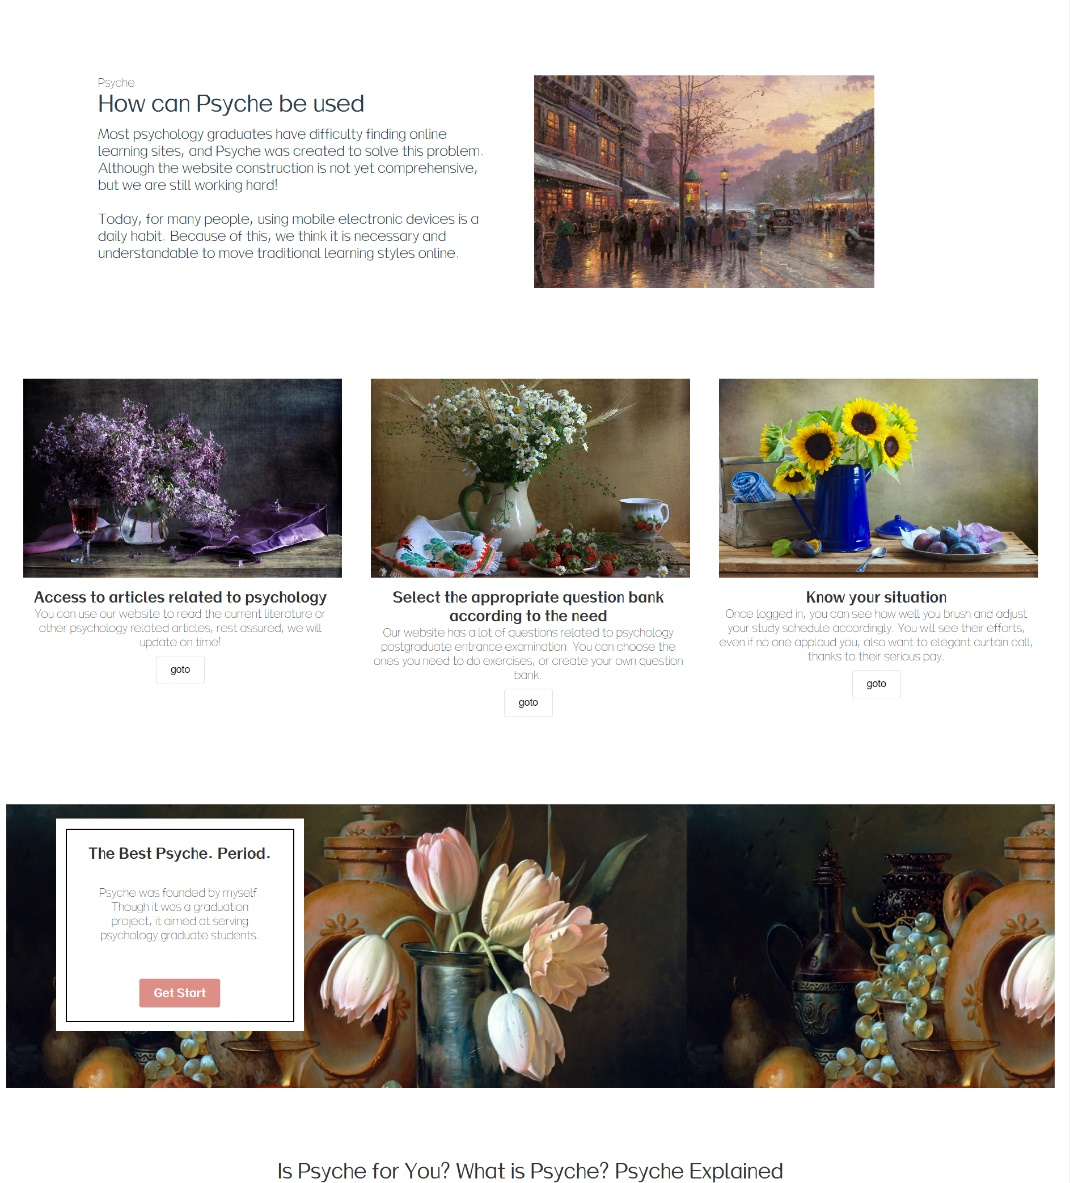 Psyche
How can Psyche be used
Most psychology graduates have difficulty finding online
learning sites, and Psyche was created to solve this problem.
Although the website construction is not yet comprehensive,
but we are still working hard!
Today, for many people, using mobile electronic devices is a
daily habit. Because of this, we think it is necessary and
understandable to move traditional learning styles online.
Access to articles related to psychology
You can use our website to read the current literature or
other psychology related articles, rest assured, we will
update on time!
goto
Select the appropriate question bank
according to the need
Our website has a lot of questions related to psychology
postgraduate entrance examination. You can choose the
ones you need to do exercises, or create your own question
bank.
goto
Know your situation
Once logged in, you can see how well you brush and adjust
your study schedule accordingly. You will see their efforts,
even if no one applaud you, also want to elegant curtain call,
thanks to their serious pay.
goto
The Best Psyche. Period.
Psyche was founded by myself.
Though it was a graduation
project, it aimed at serving
psychology graduate students.
Get Start
Is Psyche for You? What is Psyche? Psyche Explained